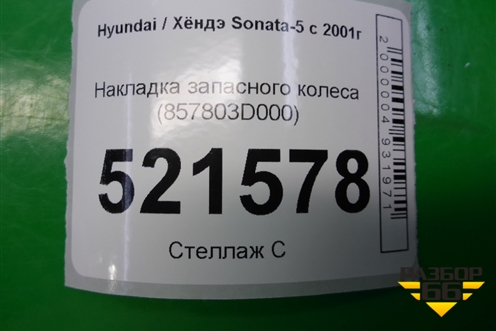 Hyundai / Хёндэ Sonata-5 с 2001г
Накладка запасного колеса
(857803D000)
521578
Стеллаж С
2000004931971
РАЗБОР
66